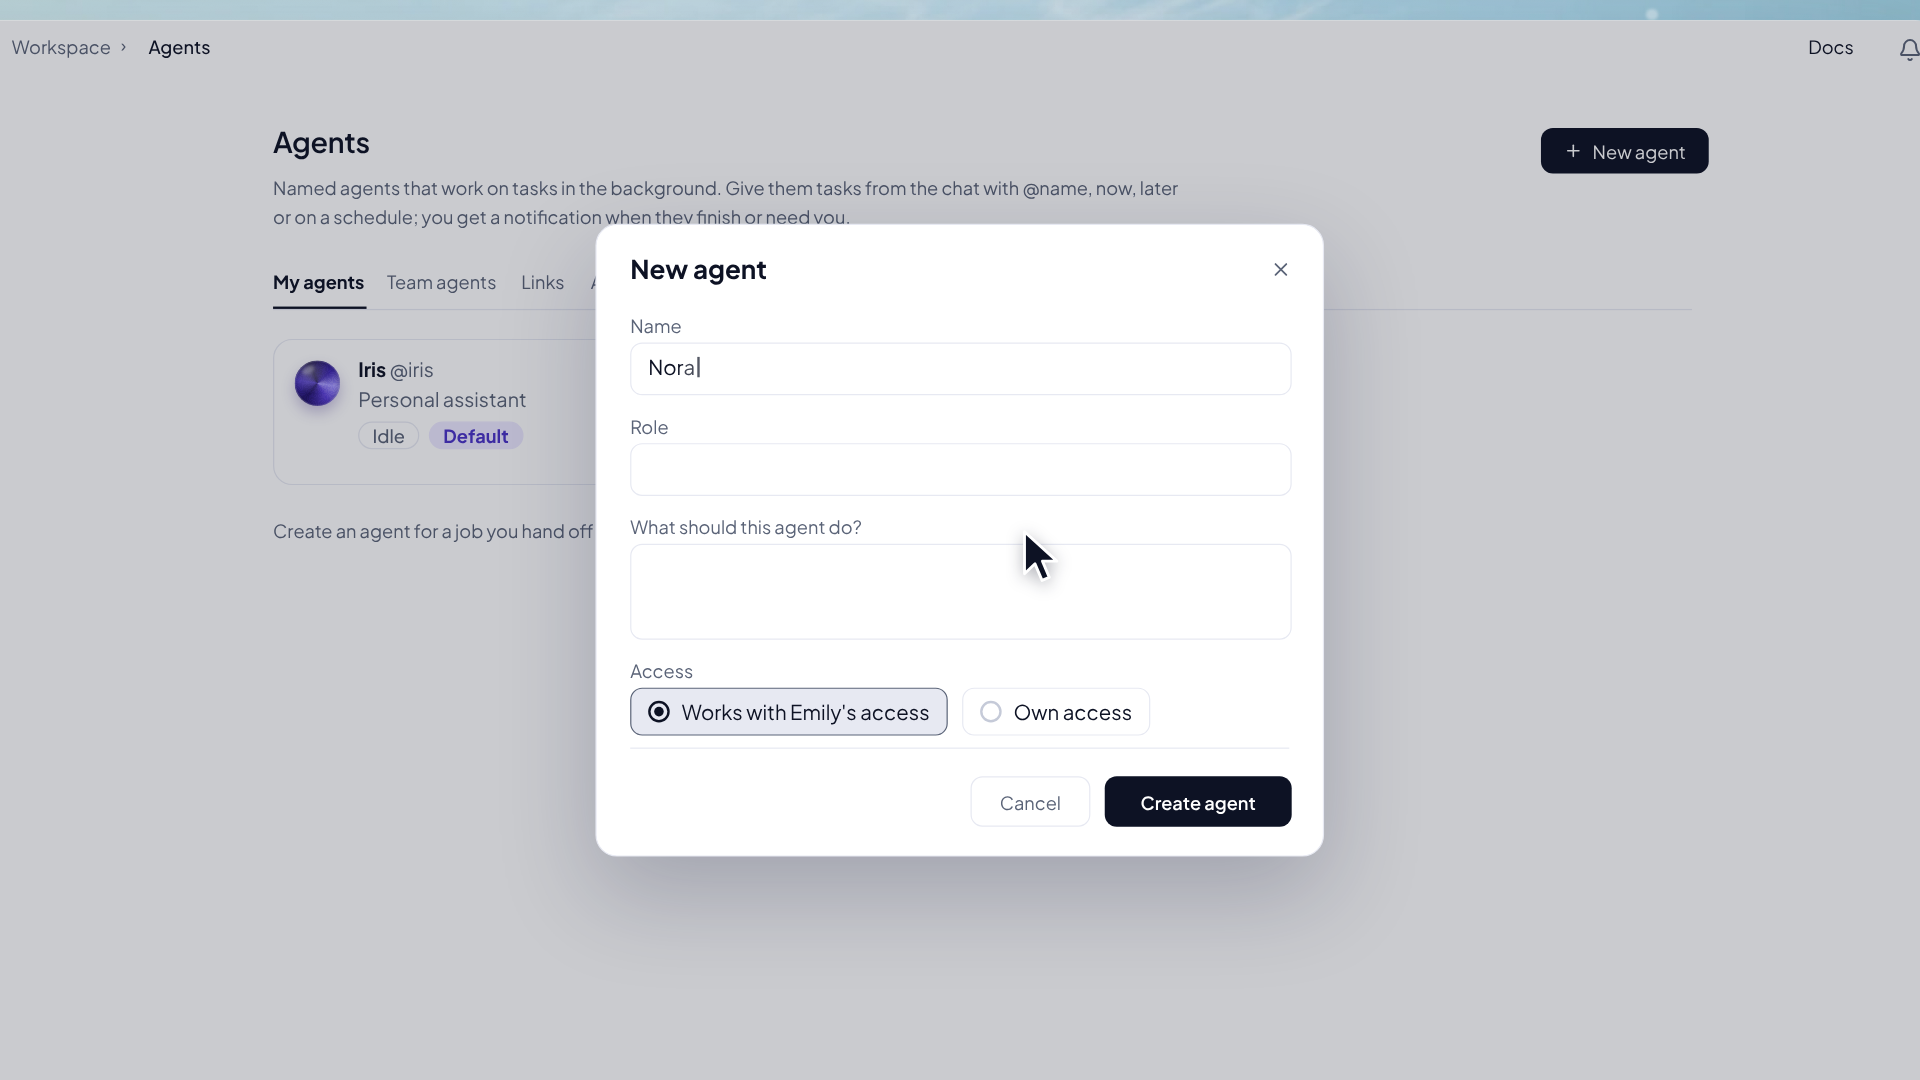 Workspace › Agents
Docs
Agents
+ New agent
Named agents that work on tasks in the background. Give them tasks from the chat with @name, now, later
or on a schedule; you get a notification when they finish or need you.
My agents Team agents Links
Iris @iris
Personal assistant
Idle Default
Create an agent for a job you hand off
New agent
Name
Nora
Role
What should this agent do?
Access
Works with Emily's access
Own access
Cancel
Create agent